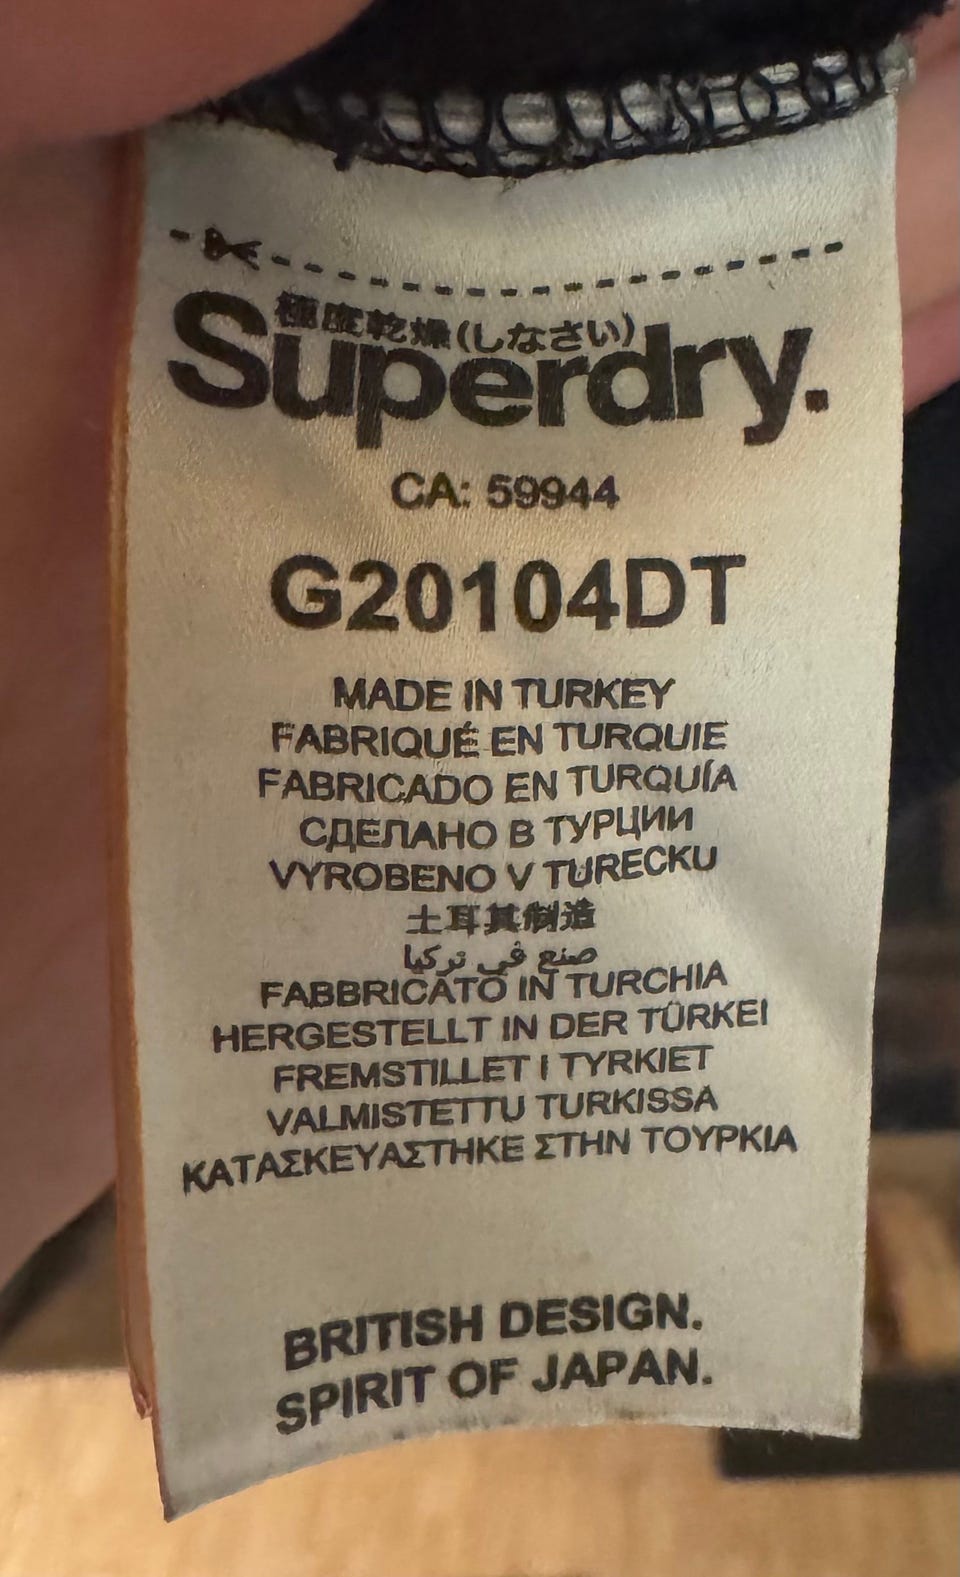 極度乾燥(しなさい)
Superdry.
CA: 59944
G20104DT
MADE IN TURKEY
FABRIQUÉ EN TURQUIE
FABRICADO EN TURQUÍA
СДЕЛАНО В ТУРЦИИ
VYROBENO V TURECKU
土耳其制造
صنع في تركيا
FABBRICATO IN TURCHIA
HERGESTELLT IN DER TÜRKEI
FREMSTILLET I TYRKIET
VALMISTETTU TURKISSA
ΚΑΤΑΣΚΕΥΑΣΤΗΚΕ ΣΤΗΝ ΤΟΥΡΚΙΑ
BRITISH DESIGN.
SPIRIT OF JAPAN.